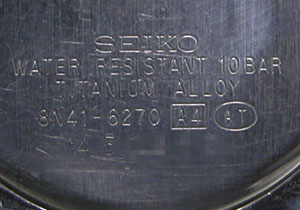 SEIKO
WATER RESISTANT 10BAR
TITANIUM ALLOY
8N41-6270 A4 AT